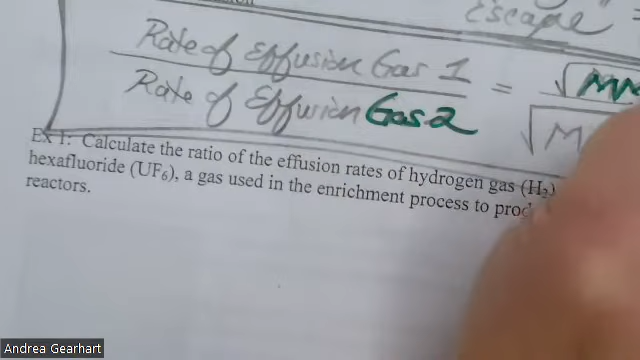 Escape"
Rate of Effusion Gas 1 = √MM
Rate of Effusion Gas 2 √M
Ex 1: Calculate the ratio of the effusion rates of hydrogen gas (H₂)
hexafluoride (UF₆), a gas used in the enrichment process to prod
reactors.
Andrea Gearhart